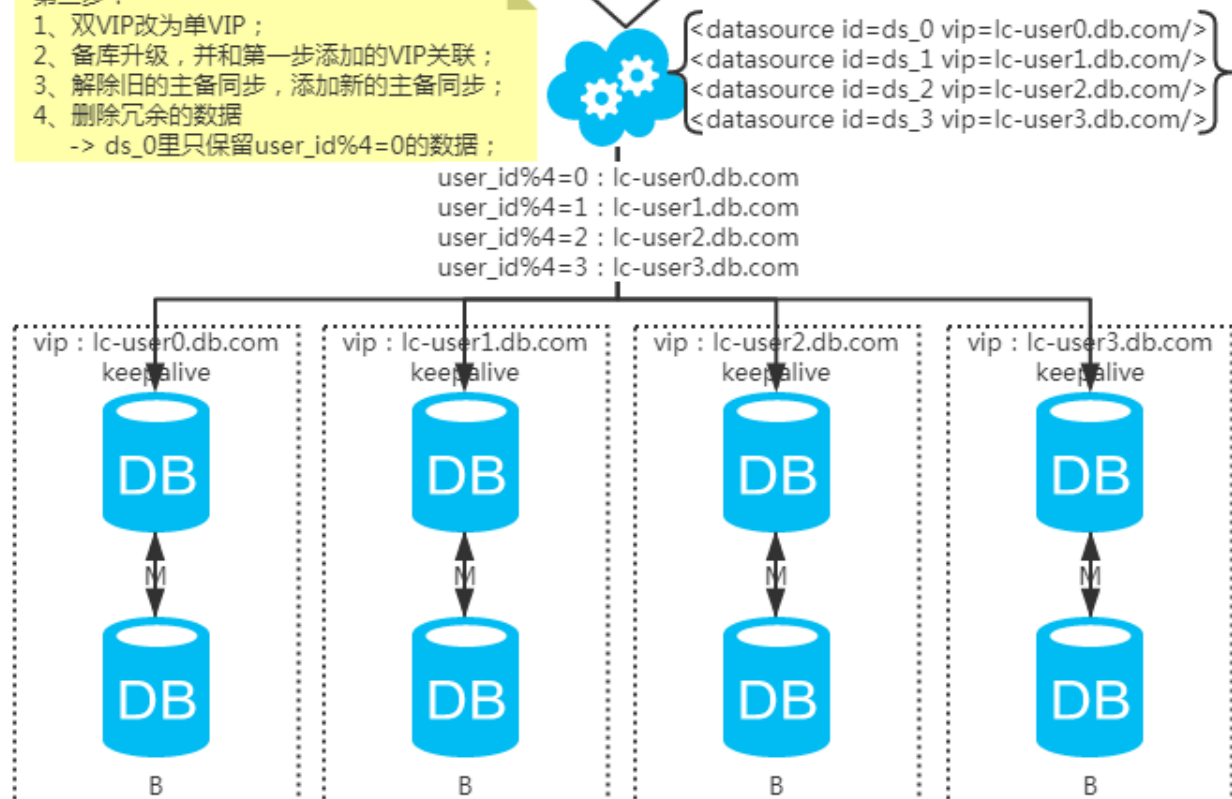 1、双VIP改为单VIP；
2、备库升级，并和第一步添加的VIP关联；
3、解除旧的主备同步，添加新的主备同步；
4、删除冗余的数据
-> ds_0里只保留user_id%4=0的数据；
<datasource id=ds_0 vip=lc-user0.db.com/>
<datasource id=ds_1 vip=lc-user1.db.com/>
<datasource id=ds_2 vip=lc-user2.db.com/>
<datasource id=ds_3 vip=lc-user3.db.com/>
user_id%4=0：lc-user0.db.com
user_id%4=1：lc-user1.db.com
user_id%4=2：lc-user2.db.com
user_id%4=3：lc-user3.db.com
vip：lc-user0.db.com
keepalive
DB
M
DB
B
vip：lc-user1.db.com
keepalive
DB
M
DB
B
vip：lc-user2.db.com
keepalive
DB
M
DB
B
vip：lc-user3.db.com
keepalive
DB
M
DB
B